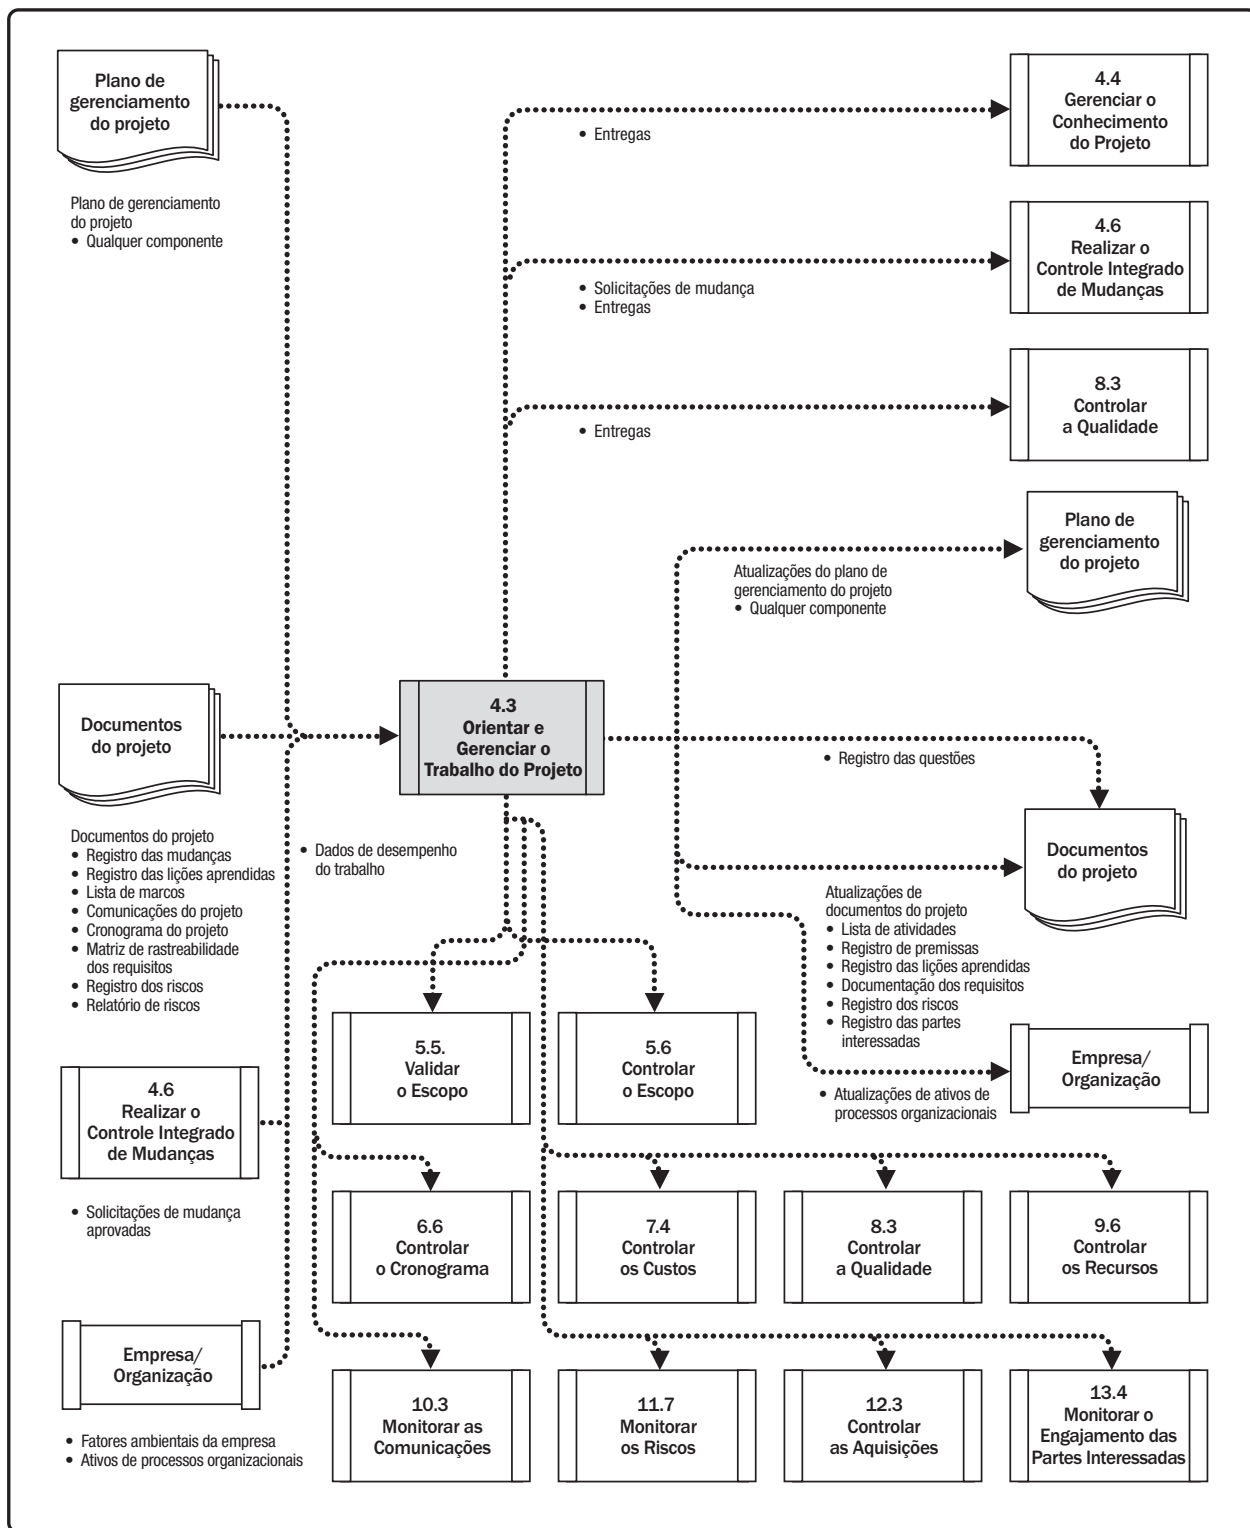 Plano de
gerenciamento
do projeto
Plano de gerenciamento
do projeto
• Qualquer componente
4.4
Gerenciar o
Conhecimento
do Projeto
• Entregas
4.6
Realizar o
Controle Integrado
de Mudanças
• Solicitações de mudança
• Entregas
8.3
Controlar
a Qualidade
• Entregas
Plano de
gerenciamento
do projeto
Atualizações do plano de
gerenciamento do projeto
• Qualquer componente
Documentos
do projeto
4.3
Orientar e
Gerenciar o
Trabalho do Projeto
• Registro das questões
Documentos do projeto
• Registro das mudanças
• Registro das lições aprendidas
• Lista de marcos
• Comunicações do projeto
• Cronograma do projeto
• Matriz de rastreabilidade
dos requisitos
• Registro dos riscos
• Relatório de riscos
• Dados de desempenho
do trabalho
Documentos
do projeto
Atualizações de
documentos do projeto
• Lista de atividades
• Registro de premissas
• Registro das lições aprendidas
• Documentação dos requisitos
• Registro dos riscos
• Registro das partes
interessadas
5.5.
Validar
o Escopo
5.6
Controlar
o Escopo
Empresa/
Organização
• Atualizações de ativos de
processos organizacionais
4.6
Realizar o
Controle Integrado
de Mudanças
• Solicitações de mudança
aprovadas
6.6
Controlar
o Cronograma
7.4
Controlar
os Custos
8.3
Controlar
a Qualidade
9.6
Controlar
os Recursos
Empresa/
Organização
• Fatores ambientais da empresa
• Ativos de processos organizacionais
10.3
Monitorar as
Comunicações
11.7
Monitorar
os Riscos
12.3
Controlar
as Aquisições
13.4
Monitorar o
Engajamento das
Partes Interessadas